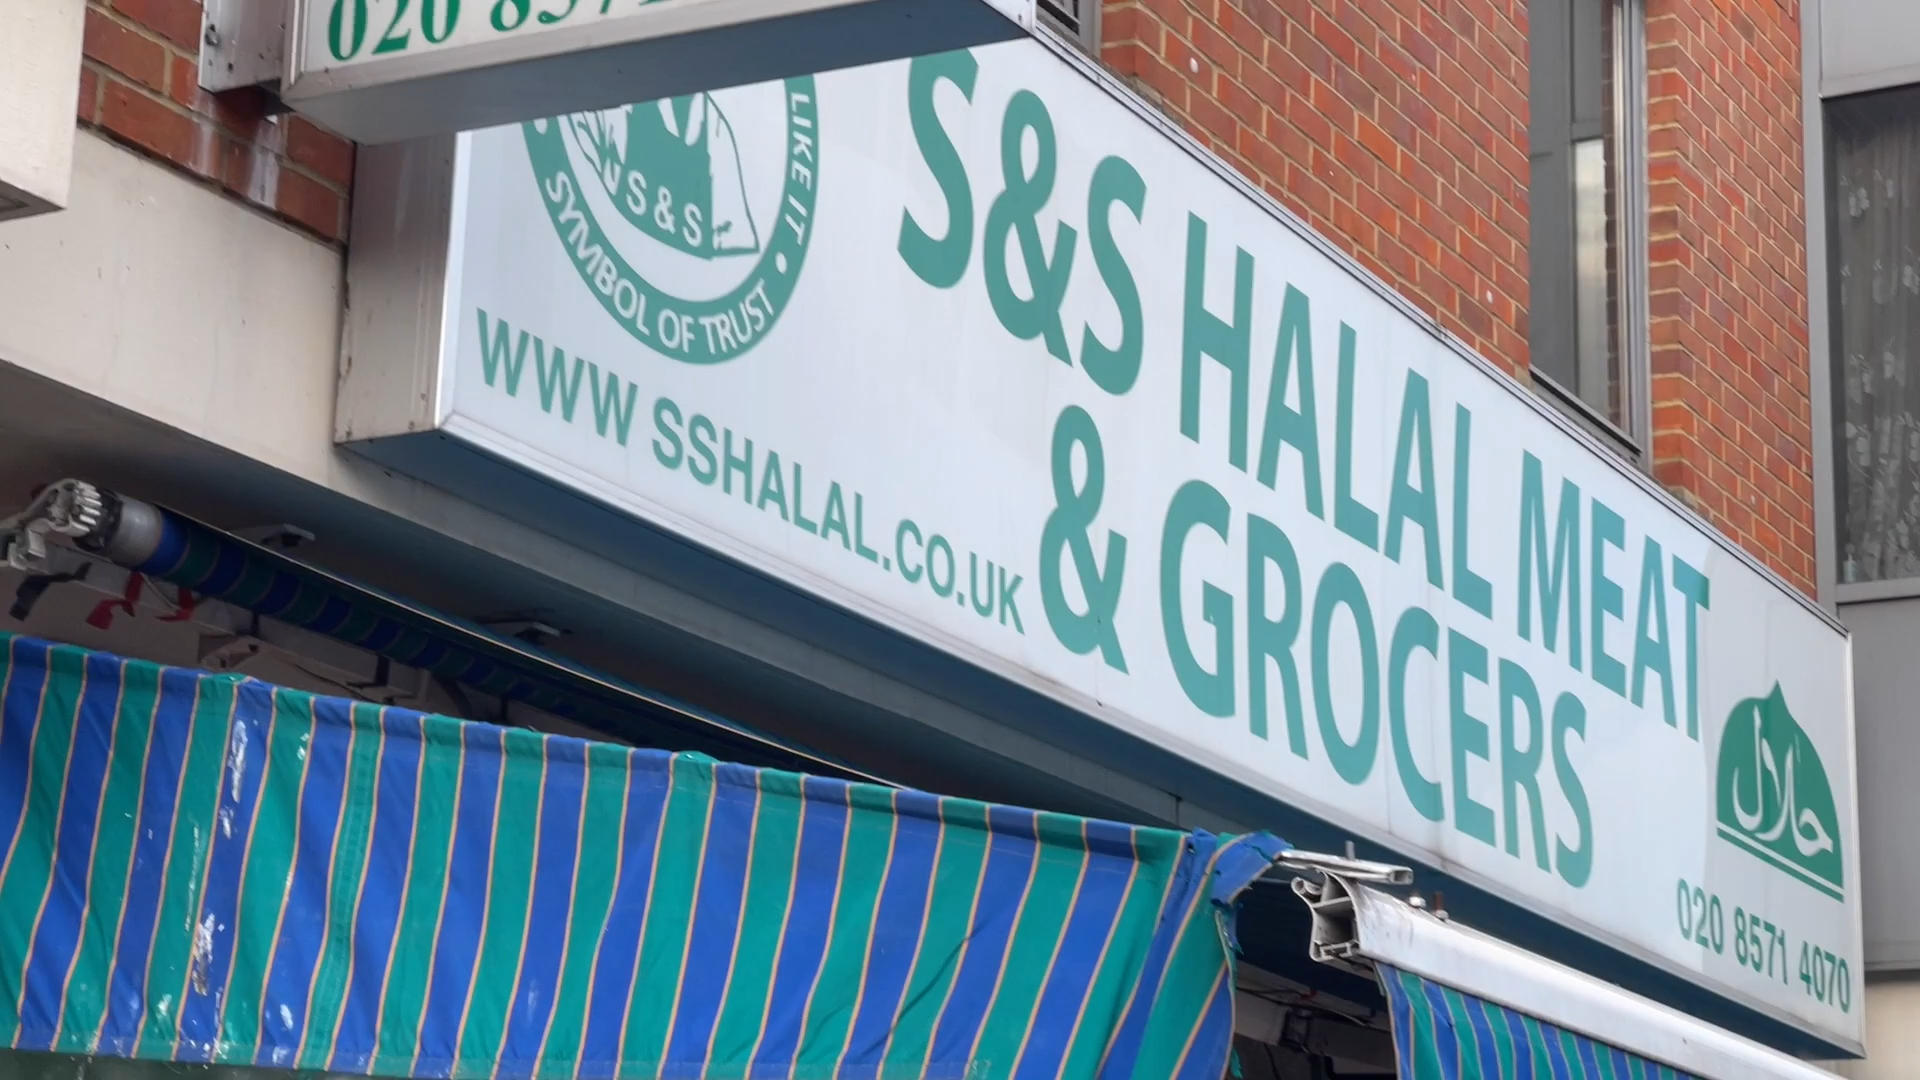 020 857
LIKE IT
S & S
SYMBOL OF TRUST
WWW SSHALAL.CO.UK
S&S HALAL MEAT
& GROCERS
حلال
020 8571 4070